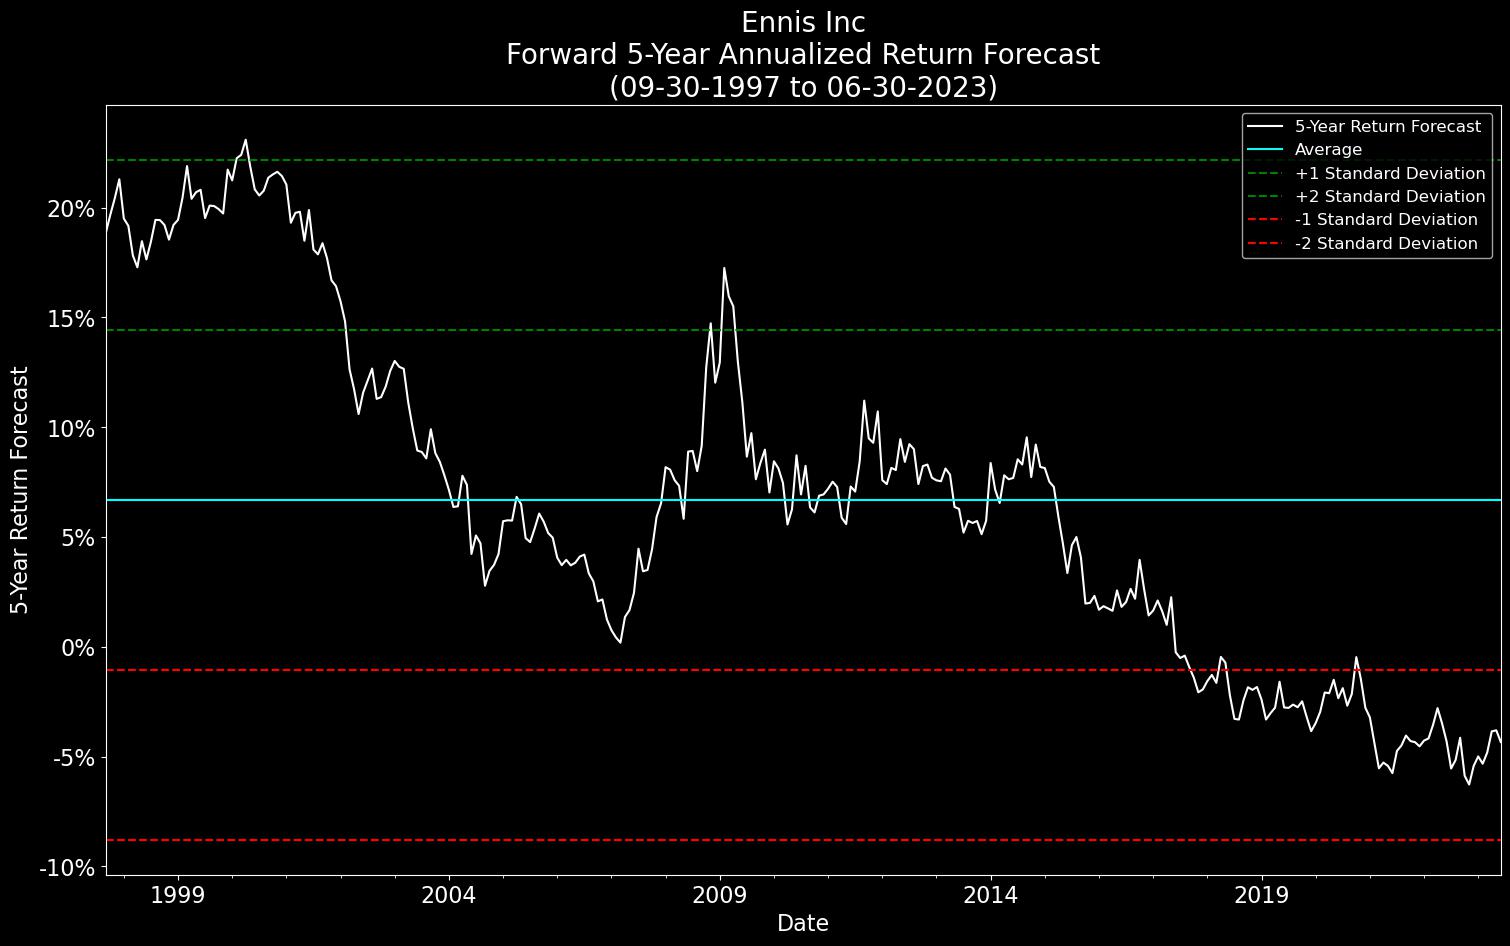 Ennis Inc
Forward 5-Year Annualized Return Forecast
(09-30-1997 to 06-30-2023)
5-Year Return Forecast
Average
+1 Standard Deviation
+2 Standard Deviation
-1 Standard Deviation
-2 Standard Deviation
5-Year Return Forecast
20%
15%
10%
5%
0%
-5%
-10%
1999 2004 2009 2014 2019
Date